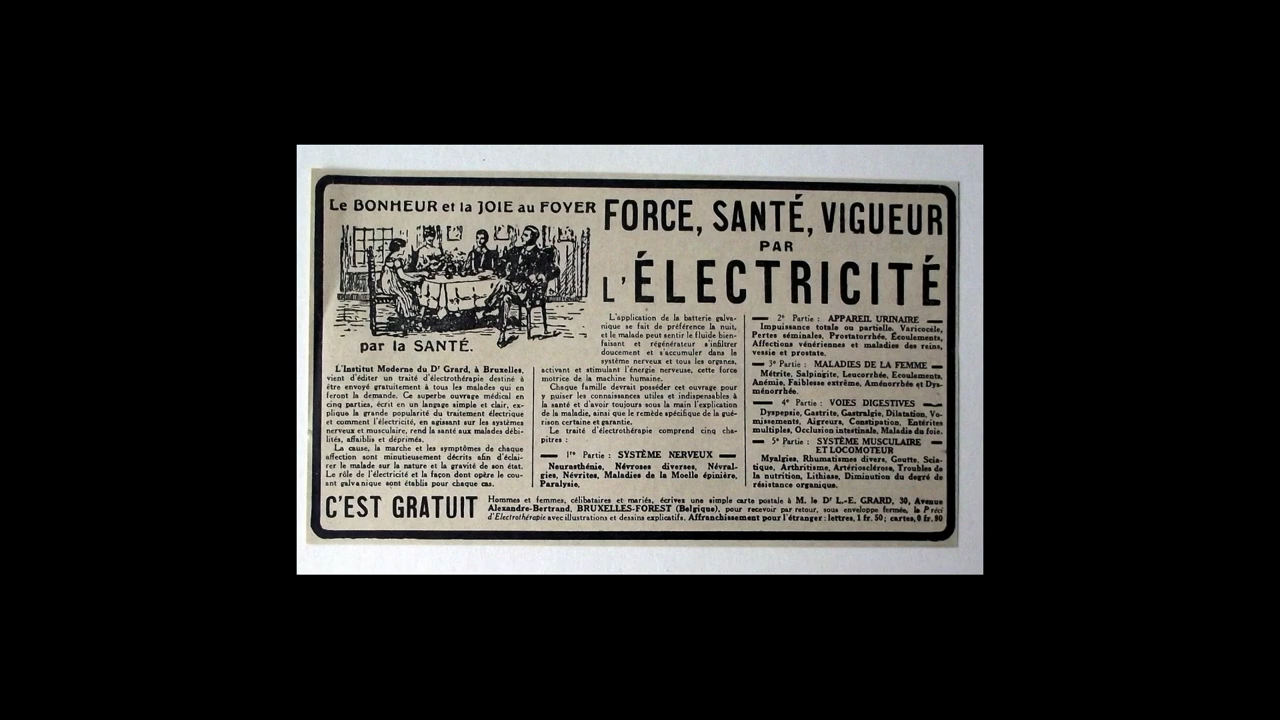 Le BONHEUR et la JOIE au FOYER
par la SANTÉ.
FORCE, SANTÉ, VIGUEUR
PAR
L'ÉLECTRICITÉ
L'Institut Moderne du Dr Grard, à Bruxelles,
vient d'éditer un traité d'électrothérapie destiné à
être envoyé gratuitement à tous les malades qui en
feront la demande. Ce superbe ouvrage médical en
cinq parties, écrit en un langage simple et clair, ex-
plique la grande popularité du traitement électrique
et comment l'électricité, en agissant sur les systèmes
nerveux et musculaire, rend la santé aux malades débi-
lités, affaiblis et déprimés.
La cause, la marche et les symptômes de chaque
affection sont minutieusement décrits afin d'éclai-
rer le malade sur la nature et la gravité de son état.
Le rôle de l'électricité et la façon dont opère le cou-
rant galvanique sont établis pour chaque cas.
L'application de la batterie galva-
nique se fait de préférence la nuit,
et le malade peut sentir le fluide bien-
faisant et régénérateur s'infiltrer
doucement et s'accumuler dans le
système nerveux et tous les organes,
activant et stimulant l'énergie nerveuse, cette force
motrice de la machine humaine.
Chaque famille devrait posséder cet ouvrage pour
y puiser les connaissances utiles et indispensables à
la santé et d'avoir toujours sous la main l'explication
de la maladie, ainsi que le remède spécifique de la gué-
rison certaine et garantie.
Le traité d'électrothérapie comprend cinq cha-
pitres :
1re Partie : SYSTÈME NERVEUX
Neurasthénie, Névroses diverses, Névral-
gies, Névrites, Maladies de la Moelle épinière,
Paralysie.
2e Partie : APPAREIL URINAIRE
Impuissance totale ou partielle, Varicocèle,
Pertes séminales, Prostatorrhée, Écoulements,
Affections vénériennes et maladies des reins,
vessie et prostate.
3e Partie : MALADIES DE LA FEMME
Métrite, Salpingite, Leucorrhée, Ecoulements,
Anémie, Faiblesse extrême, Aménorrhée et Dys-
ménorrhée.
4e Partie : VOIES DIGESTIVES
Dyspepsie, Gastrite, Gastralgie, Dilatation, Vo-
missements, Aigreurs, Constipation, Entérites
multiples, Occlusion intestinale, Maladie du foie.
5e Partie : SYSTÈME MUSCULAIRE
ET LOCOMOTEUR
Myalgies, Rhumatismes divers, Goutte, Scia-
tique, Arthritisme, Artériosclérose, Troubles de
la nutrition, Lithiase, Diminution du degré de
résistance organique.
C'EST GRATUIT
Hommes et femmes, célibataires et mariés, écrivez une simple carte postale à M. le Dr L.-E. GRARD, 30, Avenue
Alexandre-Bertrand, BRUXELLES-FOREST (Belgique), pour recevoir par retour, sous enveloppe fermée, le Préci
d'Electrothérapie avec illustrations et dessins explicatifs. Affranchissement pour l'étranger : lettres, 1 fr. 50 ; cartes, 0 fr. 90